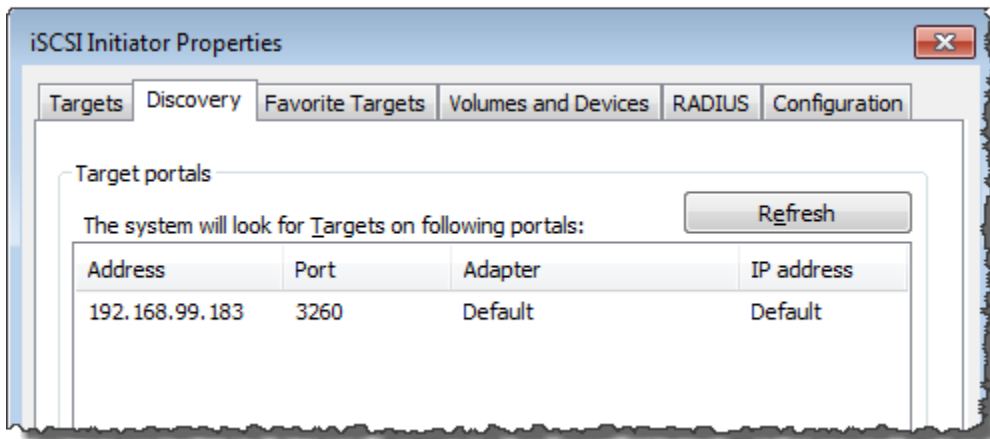 iSCSI Initiator Properties
Targets Discovery Favorite Targets Volumes and Devices RADIUS Configuration
Target portals
Refresh
The system will look for Targets on following portals:
Address Port Adapter IP address
192.168.99.183 3260 Default Default